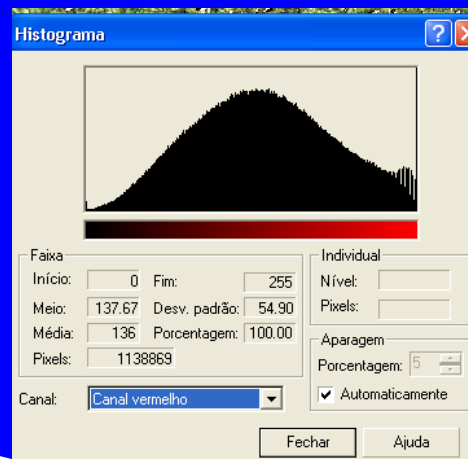 Histograma ?
Faixa
Início: 0 Fim: 255
Meio: 137.67 Desv. padrão: 54.90
Média: 136 Porcentagem: 100.00
Pixels: 1138869
Individual
Nível:
Pixels:
Aparagem
Porcentagem: 5
Automaticamente
Canal: Canal vermelho
Fechar Ajuda